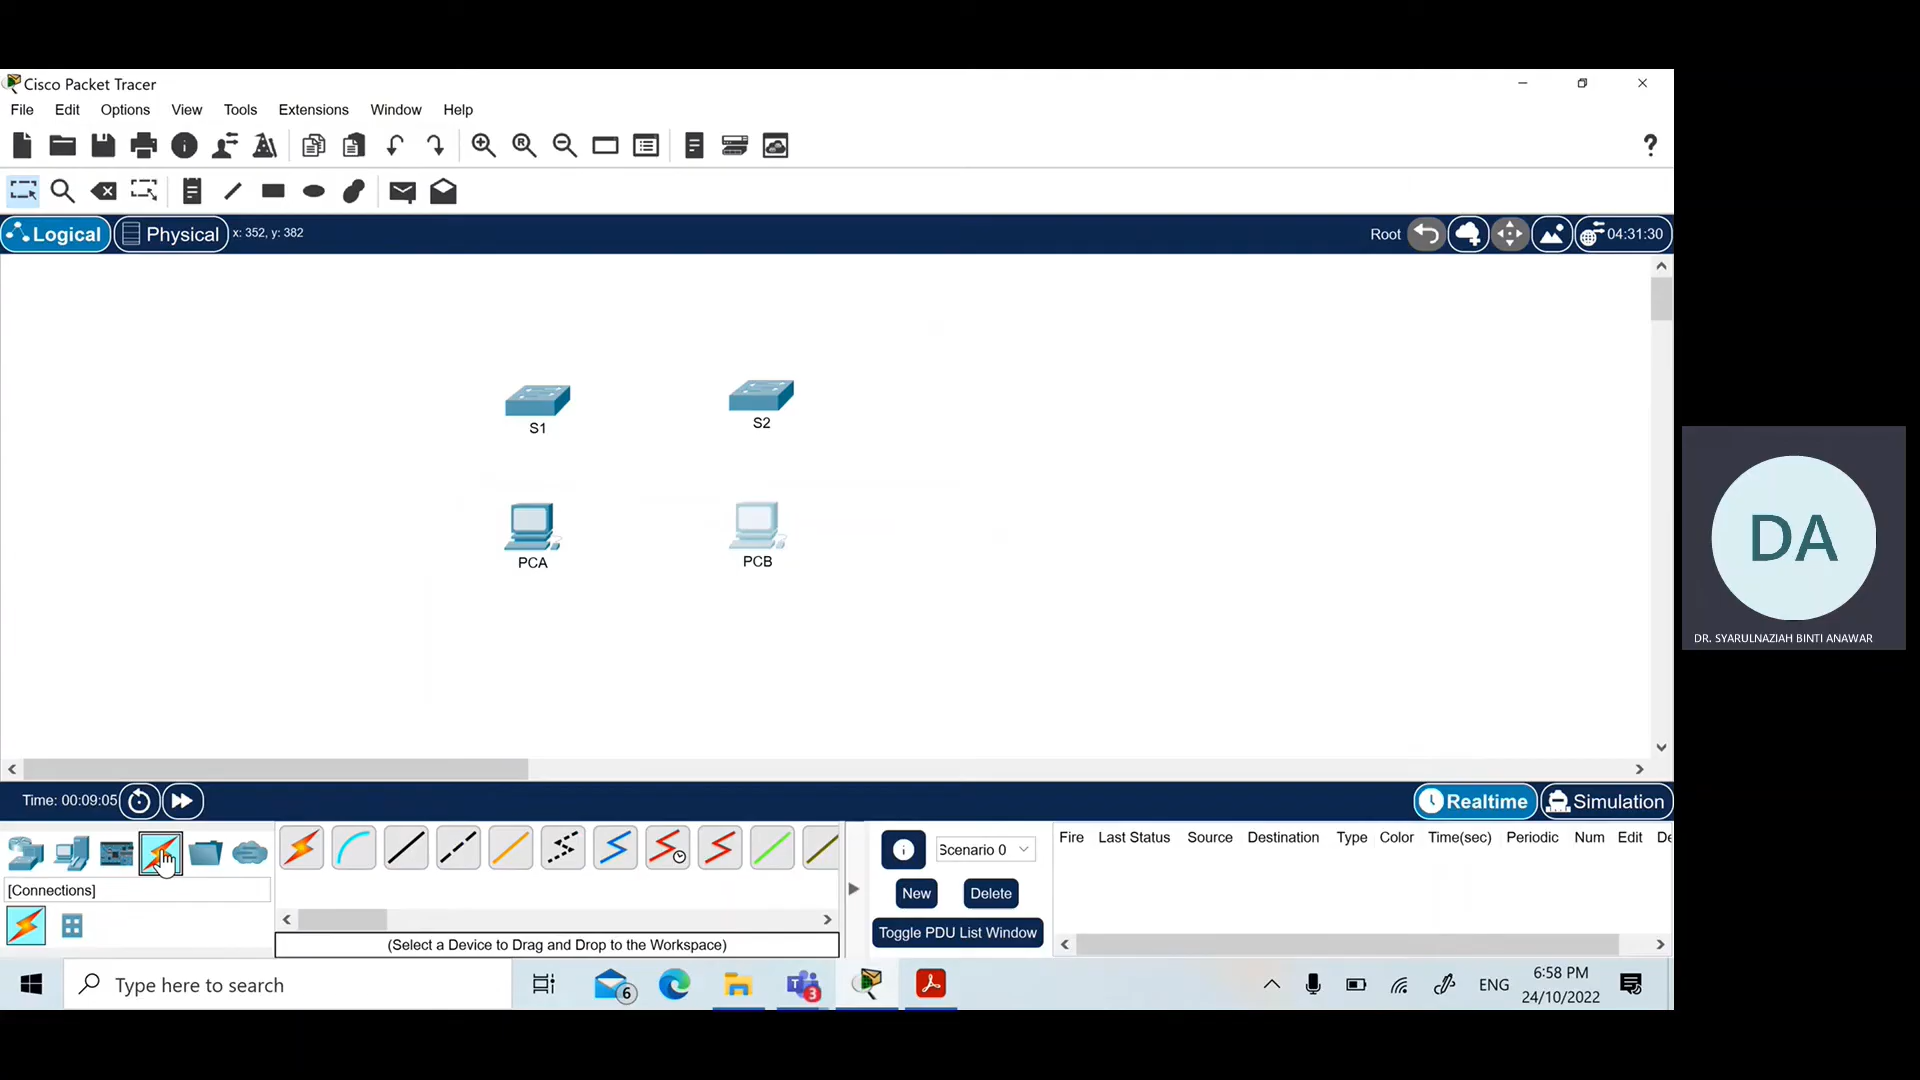 Cisco Packet Tracer
File Edit Options View Tools Extensions Window Help
?
Logical Physical x: 352, y: 382 Root 04:31:30
S1 S2
PCA PCB
DA
DR. SYARULNAZIAH BINTI ANAWAR
Time: 00:09:05 Realtime Simulation
[Connections]
(Select a Device to Drag and Drop to the Workspace)
Scenario 0
New Delete
Toggle PDU List Window
Fire Last Status Source Destination Type Color Time(sec) Periodic Num Edit De
Type here to search 6 T 3 ENG
6:58 PM
24/10/2022